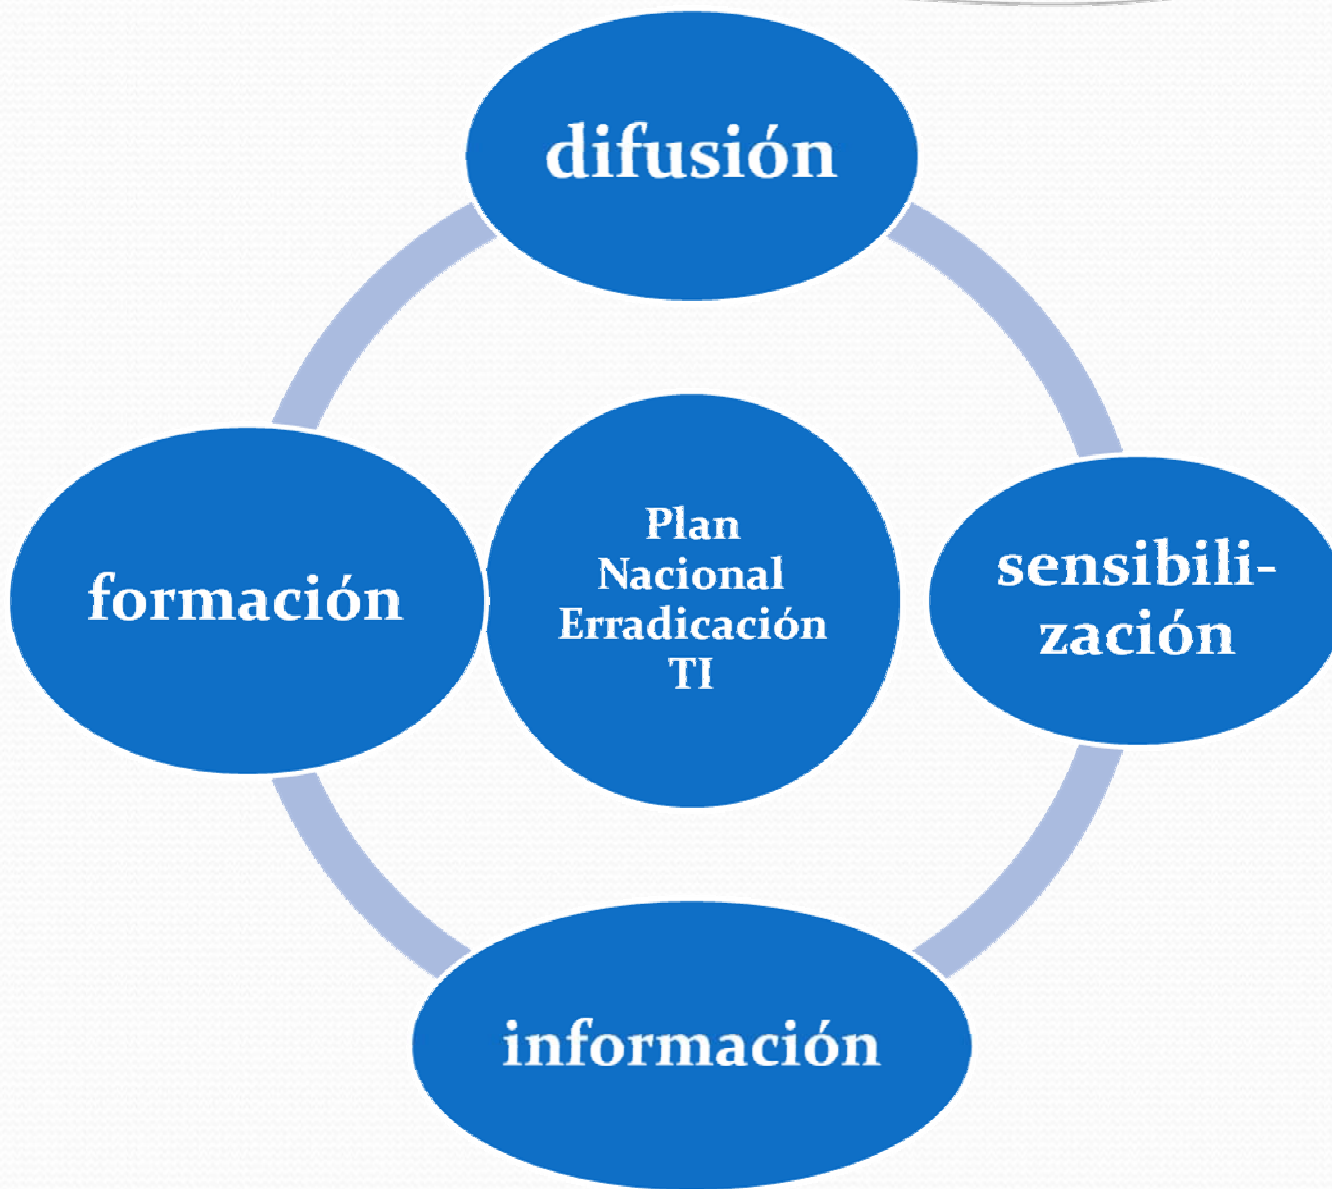 difusión
formación
Plan
Nacional
Erradicación
TI
sensibili-
zación
información